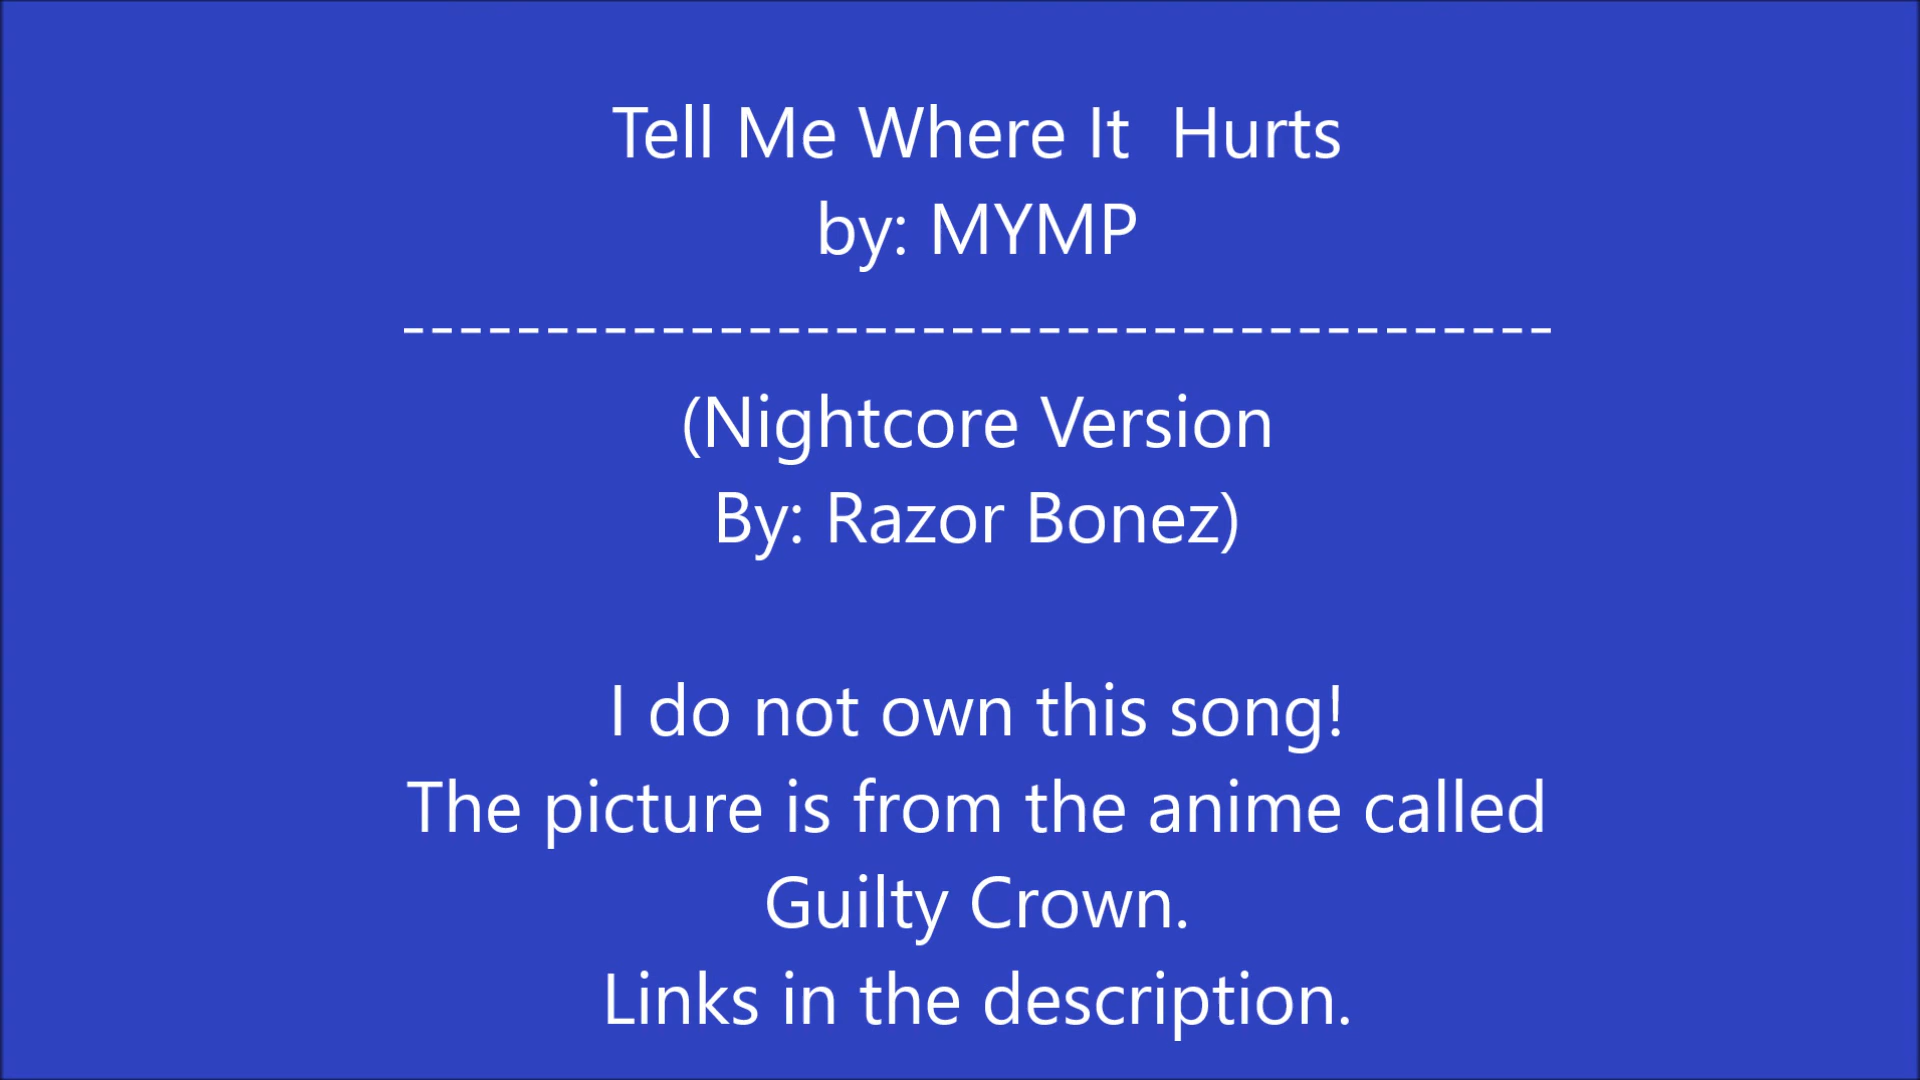 Tell Me Where It  Hurts
by: MYMP
----------------------------------------
(Nightcore Version
By: Razor Bonez)
I do not own this song!
The picture is from the anime called
Guilty Crown.
Links in the description.